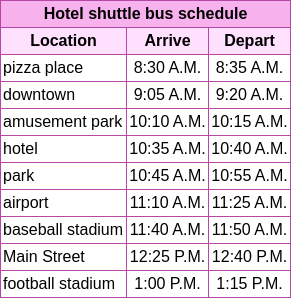 Hotel shuttle bus schedule
Location Arrive Depart
pizza place 8:30 A.M. 8:35 A.M.
downtown 9:05 A.M. 9:20 A.M.
amusement park 10:10 A.M. 10:15 A.M.
hotel 10:35 A.M. 10:40 A.M.
park 10:45 A.M. 10:55 A.M.
airport 11:10 A.M. 11:25 A.M.
baseball stadium 11:40 A.M. 11:50 A.M.
Main Street 12:25 P.M. 12:40 P.M.
football stadium 1:00 P.M. 1:15 P.M.